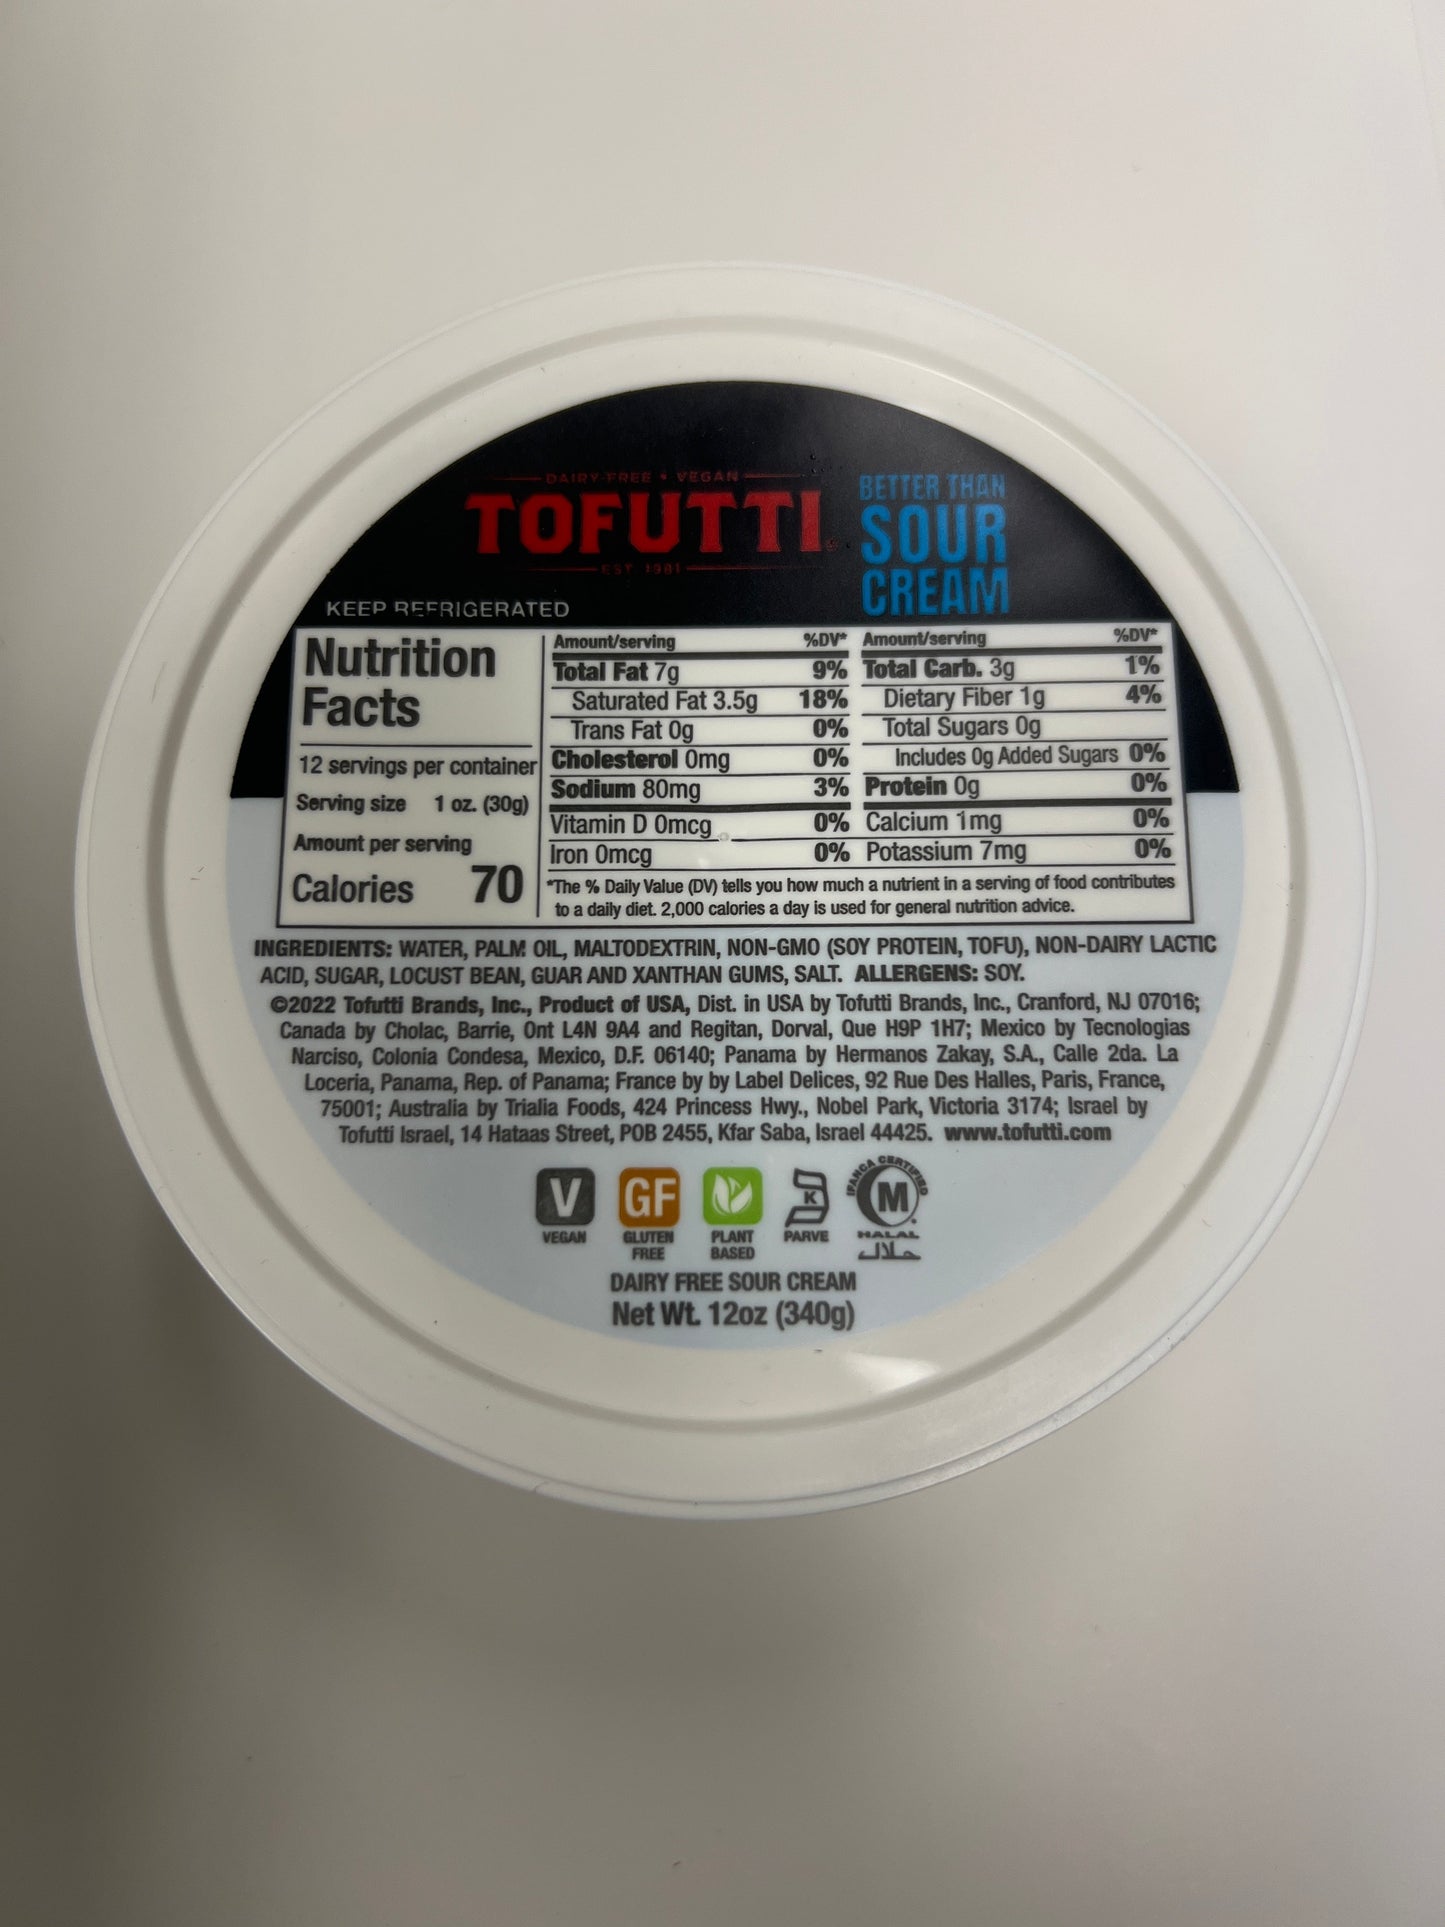 DAIRY-FREE • VEGAN
TOFUTTI
EST. 1981
BETTER THAN
SOUR
CREAM
KEEP REFRIGERATED
Nutrition
Facts
12 servings per container
Serving size 1 oz. (30g)
Amount per serving
Calories 70
Amount/serving %DV*
Total Fat 7g 9%
Saturated Fat 3.5g 18%
Trans Fat 0g 0%
Cholesterol 0mg 0%
Sodium 80mg 3%
Vitamin D 0mcg 0%
Iron 0mcg 0%
Amount/serving %DV*
Total Carb. 3g 1%
Dietary Fiber 1g 4%
Total Sugars 0g
Includes 0g Added Sugars 0%
Protein 0g 0%
Calcium 1mg 0%
Potassium 7mg 0%
*The % Daily Value (DV) tells you how much a nutrient in a serving of food contributes
to a daily diet. 2,000 calories a day is used for general nutrition advice.
INGREDIENTS: WATER, PALM OIL, MALTODEXTRIN, NON-GMO (SOY PROTEIN, TOFU), NON-DAIRY LACTIC
ACID, SUGAR, LOCUST BEAN, GUAR AND XANTHAN GUMS, SALT. ALLERGENS: SOY.
©2022 Tofutti Brands, Inc., Product of USA, Dist. in USA by Tofutti Brands, Inc., Cranford, NJ 07016;
Canada by Cholac, Barrie, Ont L4N 9A4 and Regitan, Dorval, Que H9P 1H7; Mexico by Tecnologias
Narciso, Colonia Condesa, Mexico, D.F. 06140; Panama by Hermanos Zakay, S.A., Calle 2da. La
Loceria, Panama, Rep. of Panama; France by by Label Delices, 92 Rue Des Halles, Paris, France,
75001; Australia by Trialia Foods, 424 Princess Hwy., Nobel Park, Victoria 3174; Israel by
Tofutti Israel, 14 Hataas Street, POB 2455, Kfar Saba, Israel 44425. www.tofutti.com
V
VEGAN
GF
GLUTEN
FREE
PLANT
BASED
K
PARVE
IFANCA CERTIFIED
M
HALAL
حلال
DAIRY FREE SOUR CREAM
Net Wt. 12oz (340g)